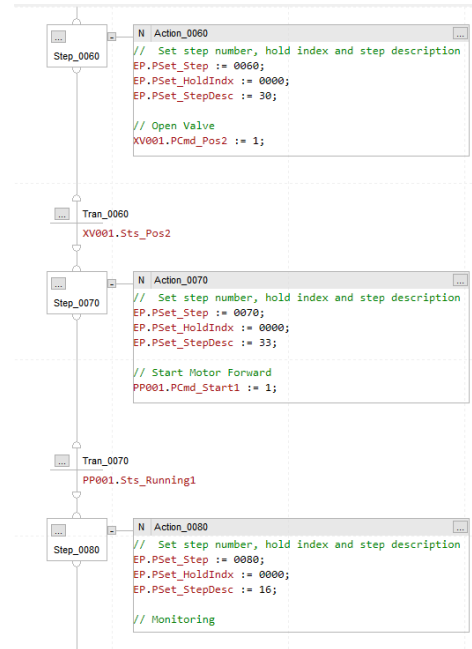 ...
Step_0060
N Action_0060 ...
//  Set step number, hold index and step description
EP.PSet_Step := 0060;
EP.PSet_HoldIndx := 0000;
EP.PSet_StepDesc := 30;
// Open Valve
XV001.PCmd_Pos2 := 1;
... Tran_0060
XV001.Sts_Pos2
...
Step_0070
N Action_0070 ...
//  Set step number, hold index and step description
EP.PSet_Step := 0070;
EP.PSet_HoldIndx := 0000;
EP.PSet_StepDesc := 33;
// Start Motor Forward
PP001.PCmd_Start1 := 1;
... Tran_0070
PP001.Sts_Running1
...
Step_0080
N Action_0080 ...
//  Set step number, hold index and step description
EP.PSet_Step := 0080;
EP.PSet_HoldIndx := 0000;
EP.PSet_StepDesc := 16;
// Monitoring